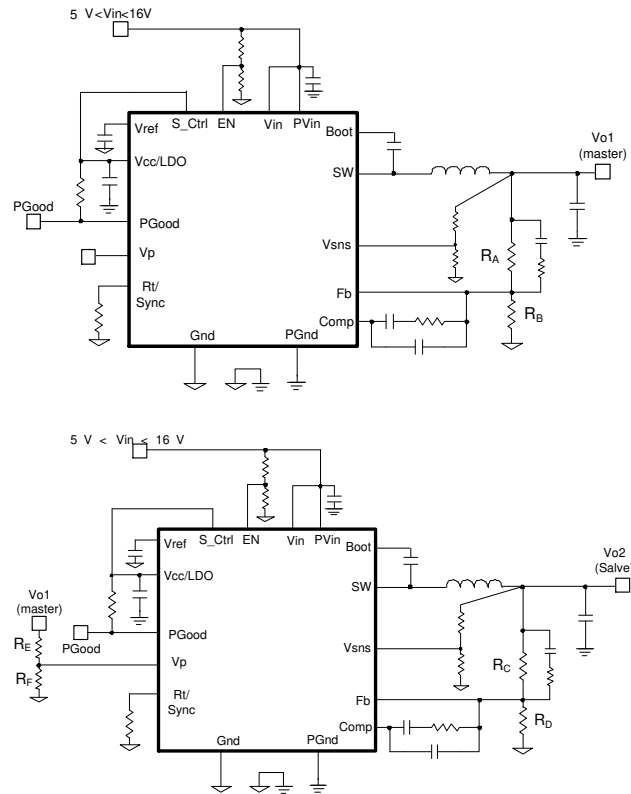 5 V <Vin<16V
S_Ctrl EN Vin PVin
Vref
Boot
Vcc/LDO
SW
Vo1
(master)
PGood
PGood
Vsns
RA
Vp
Rt/
Sync
Fb
Comp
RB
Gnd PGnd
5 V < Vin < 16 V
S_Ctrl EN Vin PVin
Vref
Boot
Vcc/LDO
SW
Vo2
(Salve)
Vo1
(master)
RE
PGood
PGood
Vsns
RC
RF
Vp
Rt/
Sync
Fb
Comp
RD
Gnd PGnd